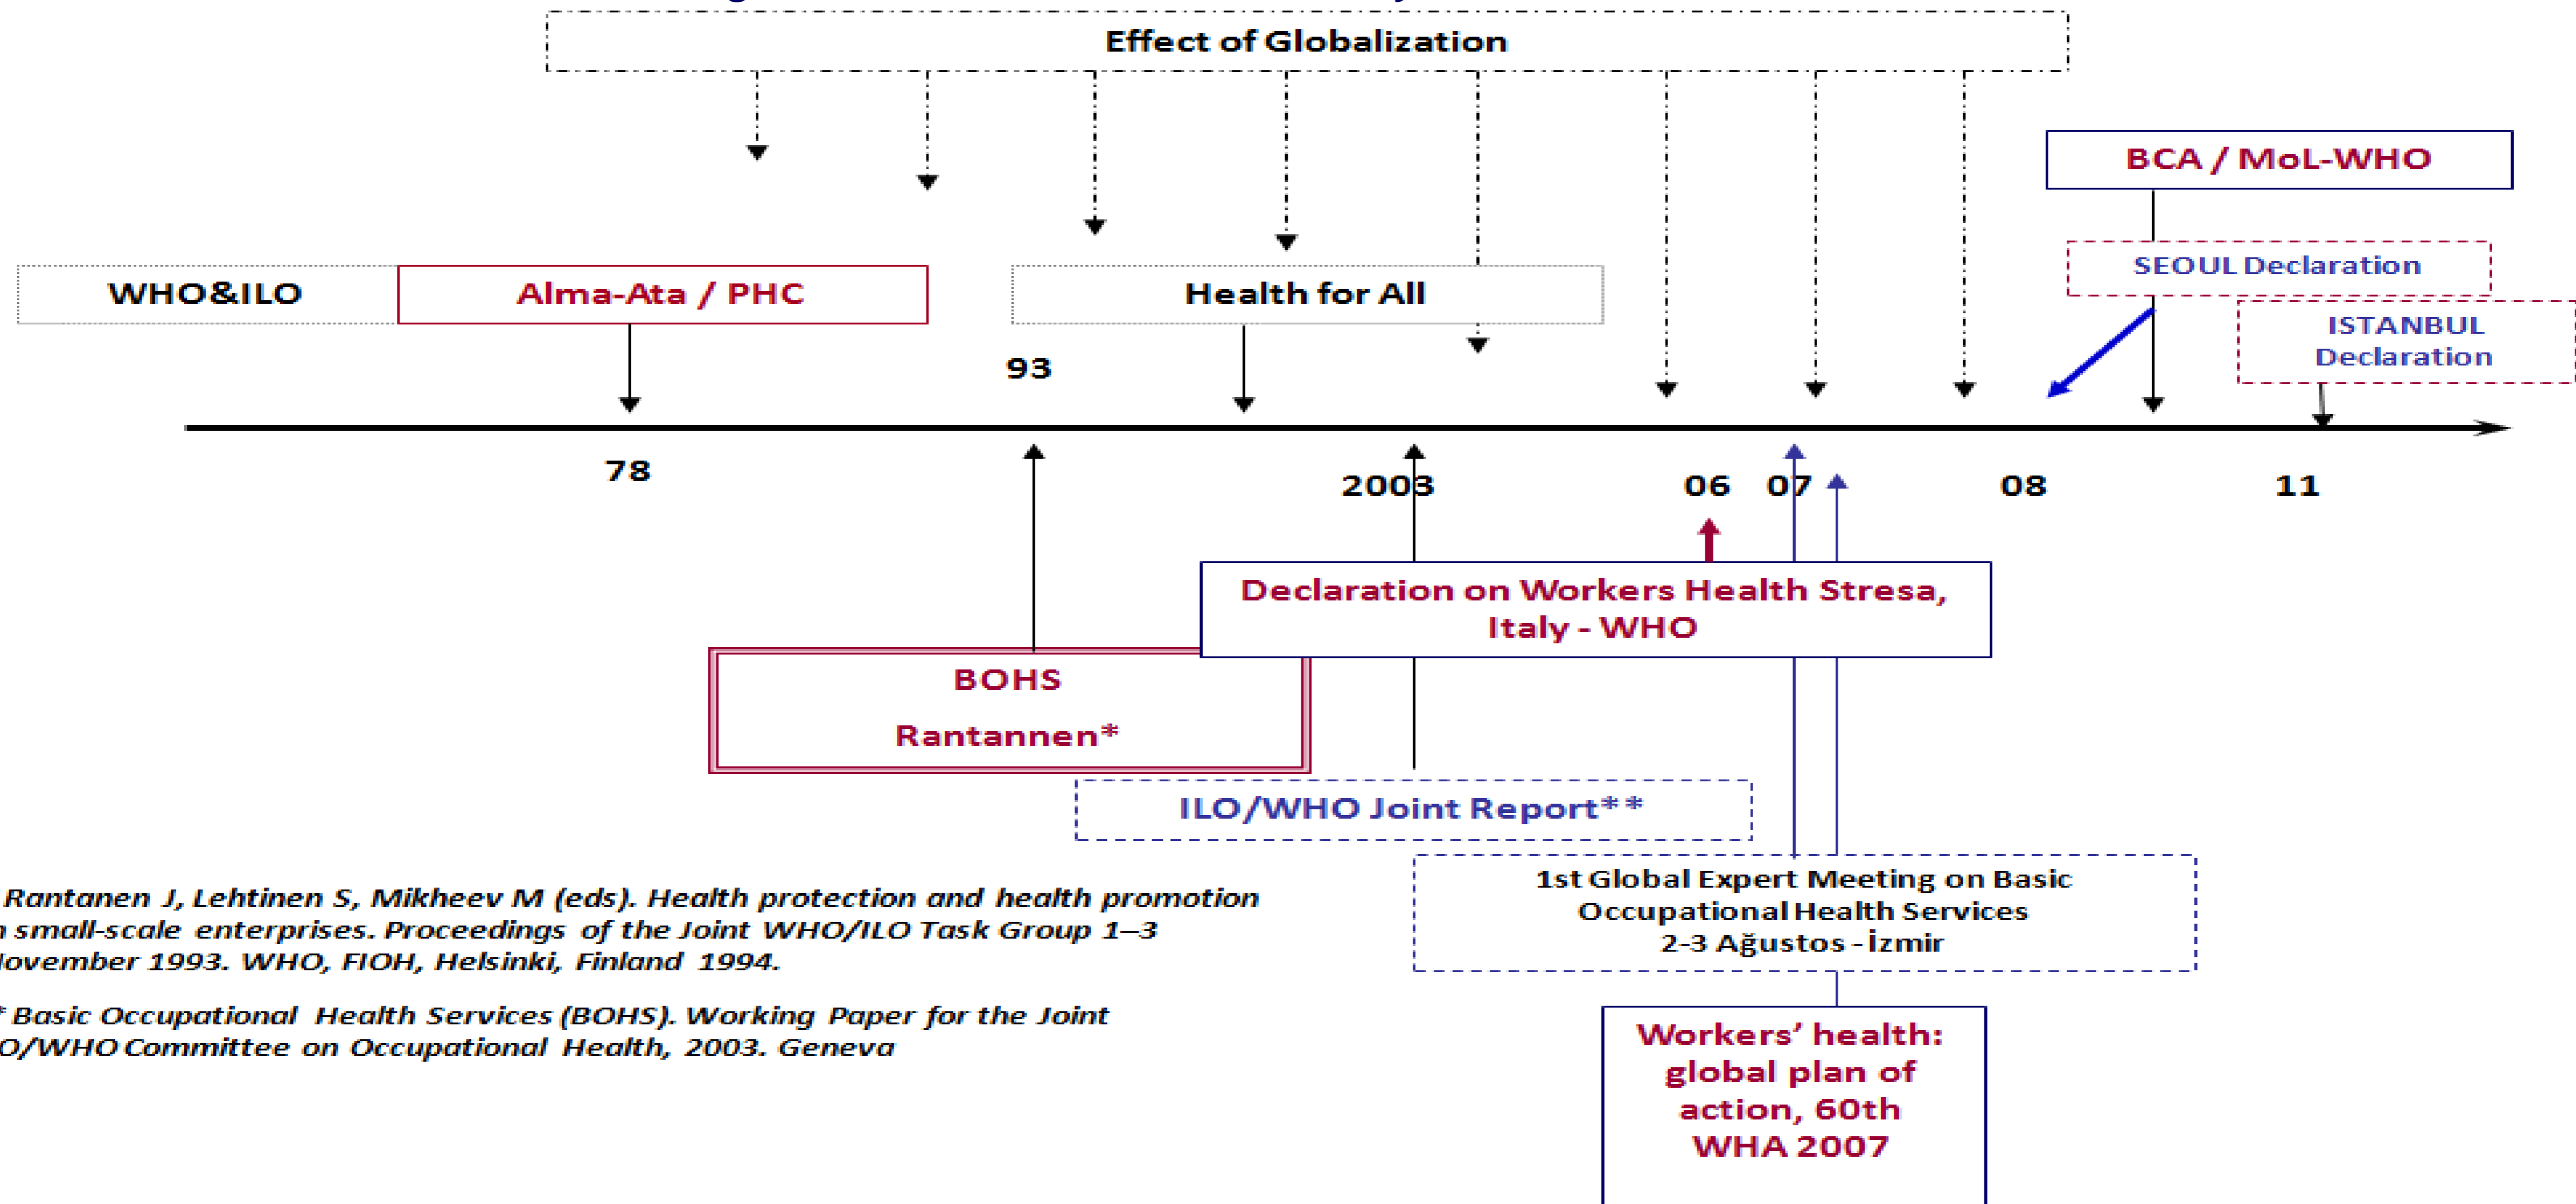 Effect of Globalization
BCA / MoL-WHO
SEOUL Declaration
ISTANBUL
Declaration
WHO&ILO
Alma-Ata / PHC
Health for All
93
78
2003
06
07
08
11
Declaration on Workers Health Stresa,
Italy - WHO
BOHS
Rantannen*
ILO/WHO Joint Report**
1st Global Expert Meeting on Basic
Occupational Health Services
2-3 Ağustos - İzmir
Workers’ health:
global plan of
action, 60th
WHA 2007
Rantanen J, Lehtinen S, Mikheev M (eds). Health protection and health promotion
small-scale enterprises. Proceedings of the Joint WHO/ILO Task Group 1–3
November 1993. WHO, FIOH, Helsinki, Finland 1994.
* Basic Occupational Health Services (BOHS). Working Paper for the Joint
O/WHO Committee on Occupational Health, 2003. Geneva